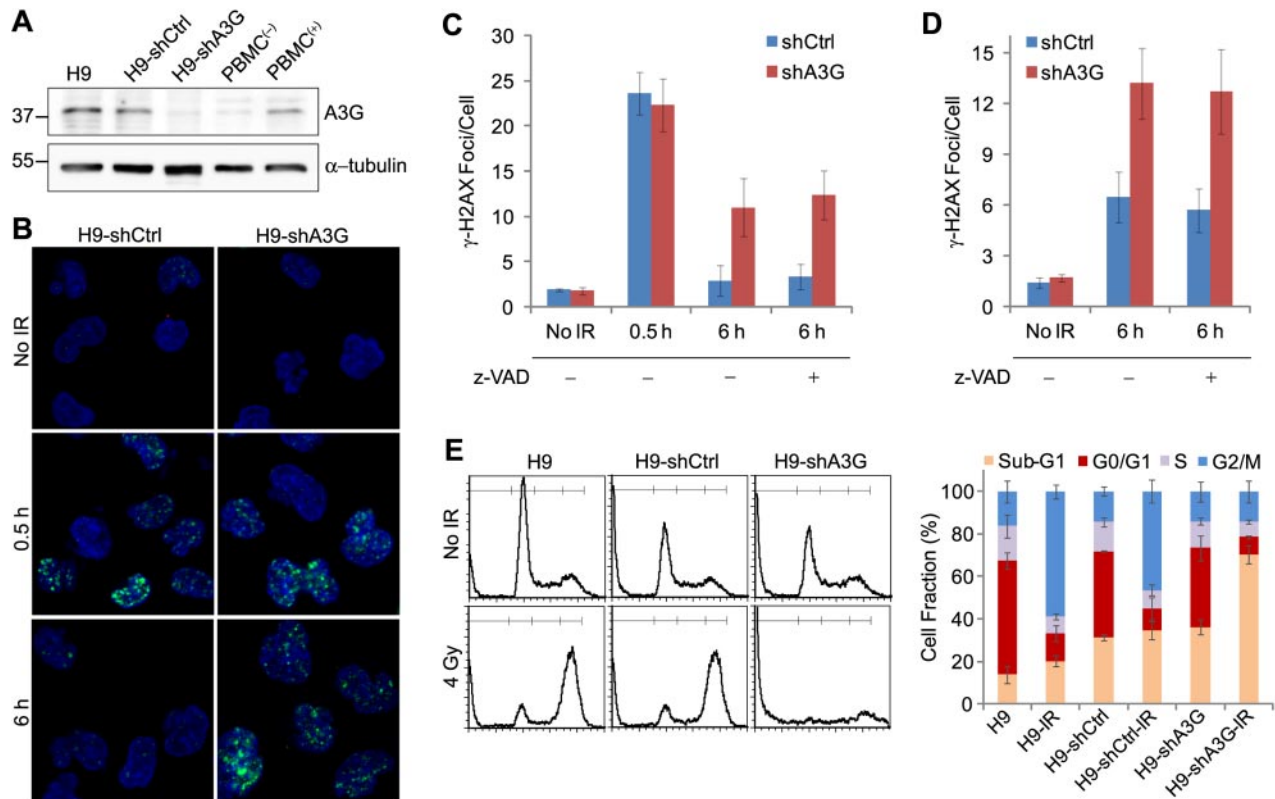 A
H9
H9-shCtrl
H9-shA3G
PBMC(-)
PBMC(+)
37
A3G
55
α-tubulin
B
H9-shCtrl H9-shA3G
No IR
0.5 h
6 h
C
γ-H2AX Foci/Cell
30
25
20
15
10
5
0
shCtrl
shA3G
No IR 0.5 h 6 h 6 h
z-VAD − − − +
D
γ-H2AX Foci/Cell
15
12
9
6
3
0
shCtrl
shA3G
No IR 6 h 6 h
− − +
E
H9 H9-shCtrl H9-shA3G
No IR
4 Gy
Sub-G1 G0/G1 S G2/M
Cell Fraction (%)
100
80
60
40
20
0
H9
H9-IR
H9-shCtrl
H9-shCtrl-IR
H9-shA3G
H9-shA3G-IR